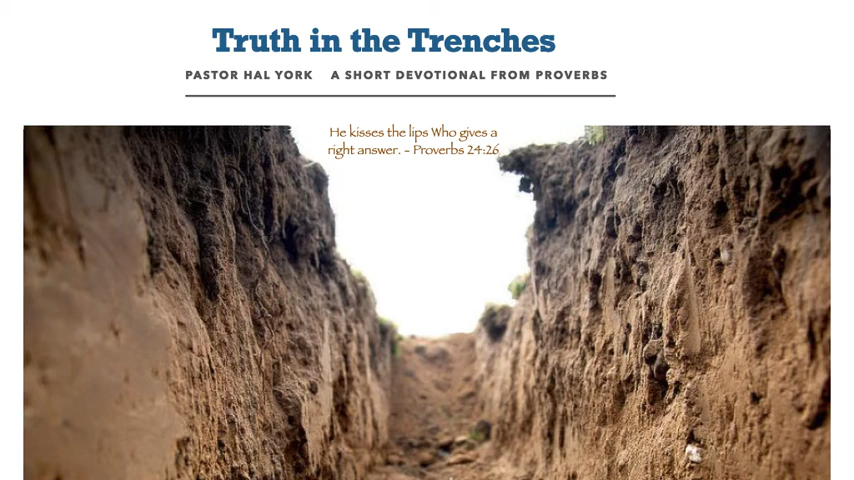 Truth in the Trenches
PASTOR HAL YORK A SHORT DEVOTIONAL FROM PROVERBS
He kisses the lips Who gives a
right answer. - Proverbs 24:26